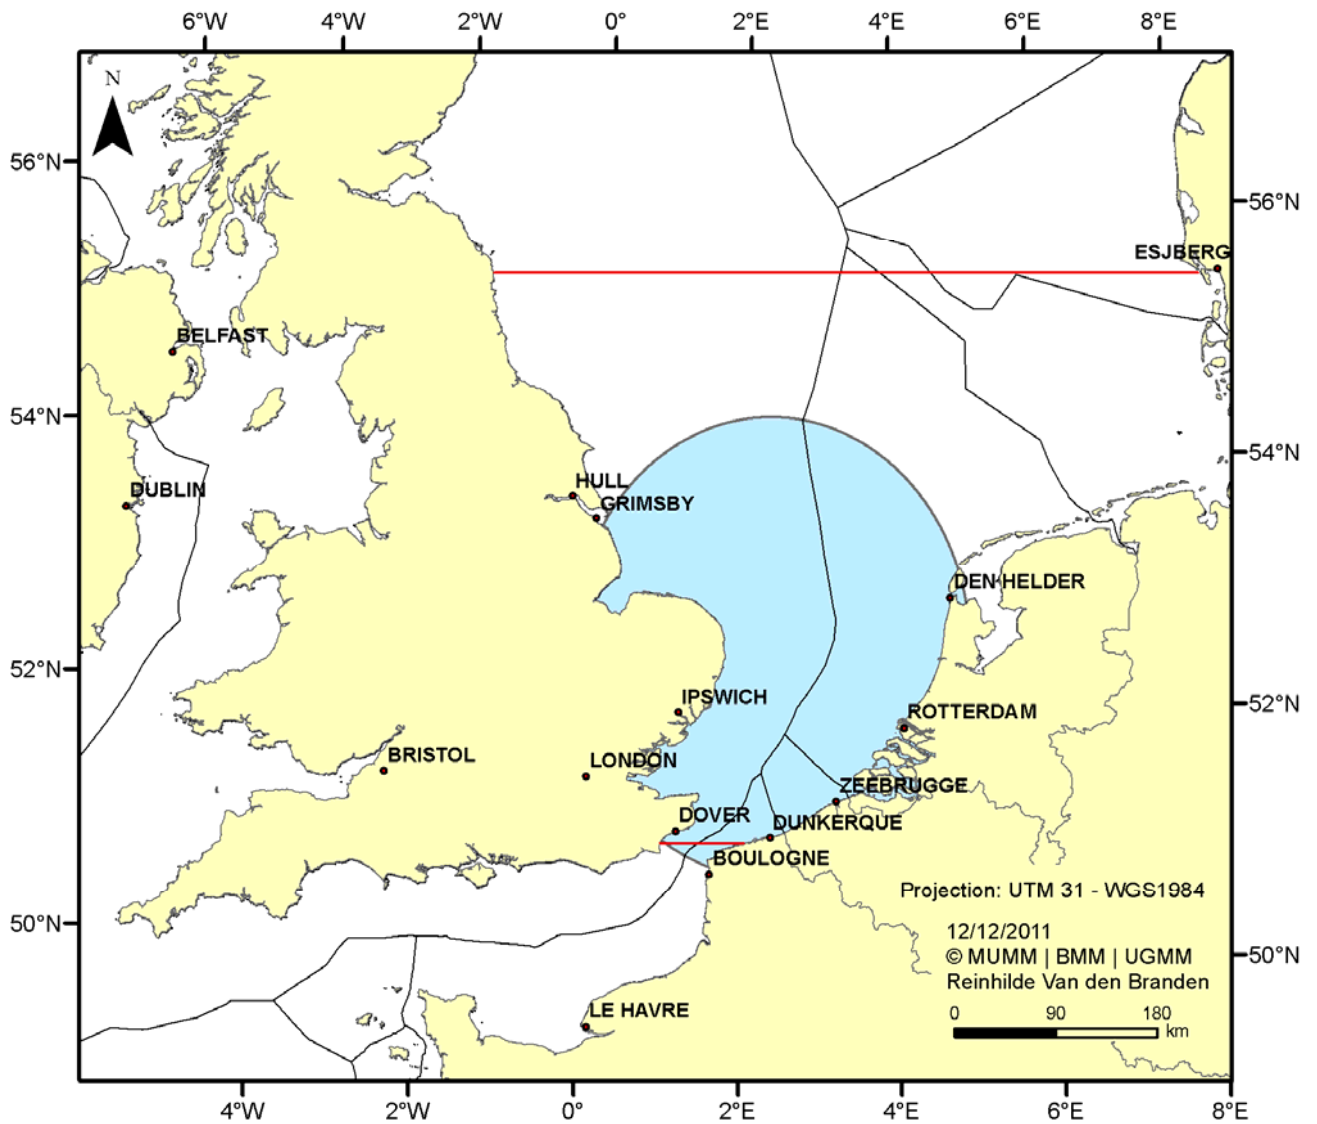 6°W 4°W 2°W 0° 2°E 4°E 6°E 8°E
N
56°N
56°N
ESJBERG
BELFAST
54°N
54°N
HULL
DUBLIN
GRIMSBY
DEN HELDER
52°N
IPSWICH
52°N
ROTTERDAM
BRISTOL
LONDON
ZEEBRUGGE
DOVER
DUNKERQUE
BOULOGNE
Projection: UTM 31 - WGS1984
50°N
12/12/2011
© MUMM | BMM | UGMM
50°N
Reinhilde Van den Branden
LE HAVRE
0 90 180
km
4°W 2°W 0° 2°E 4°E 6°E 8°E